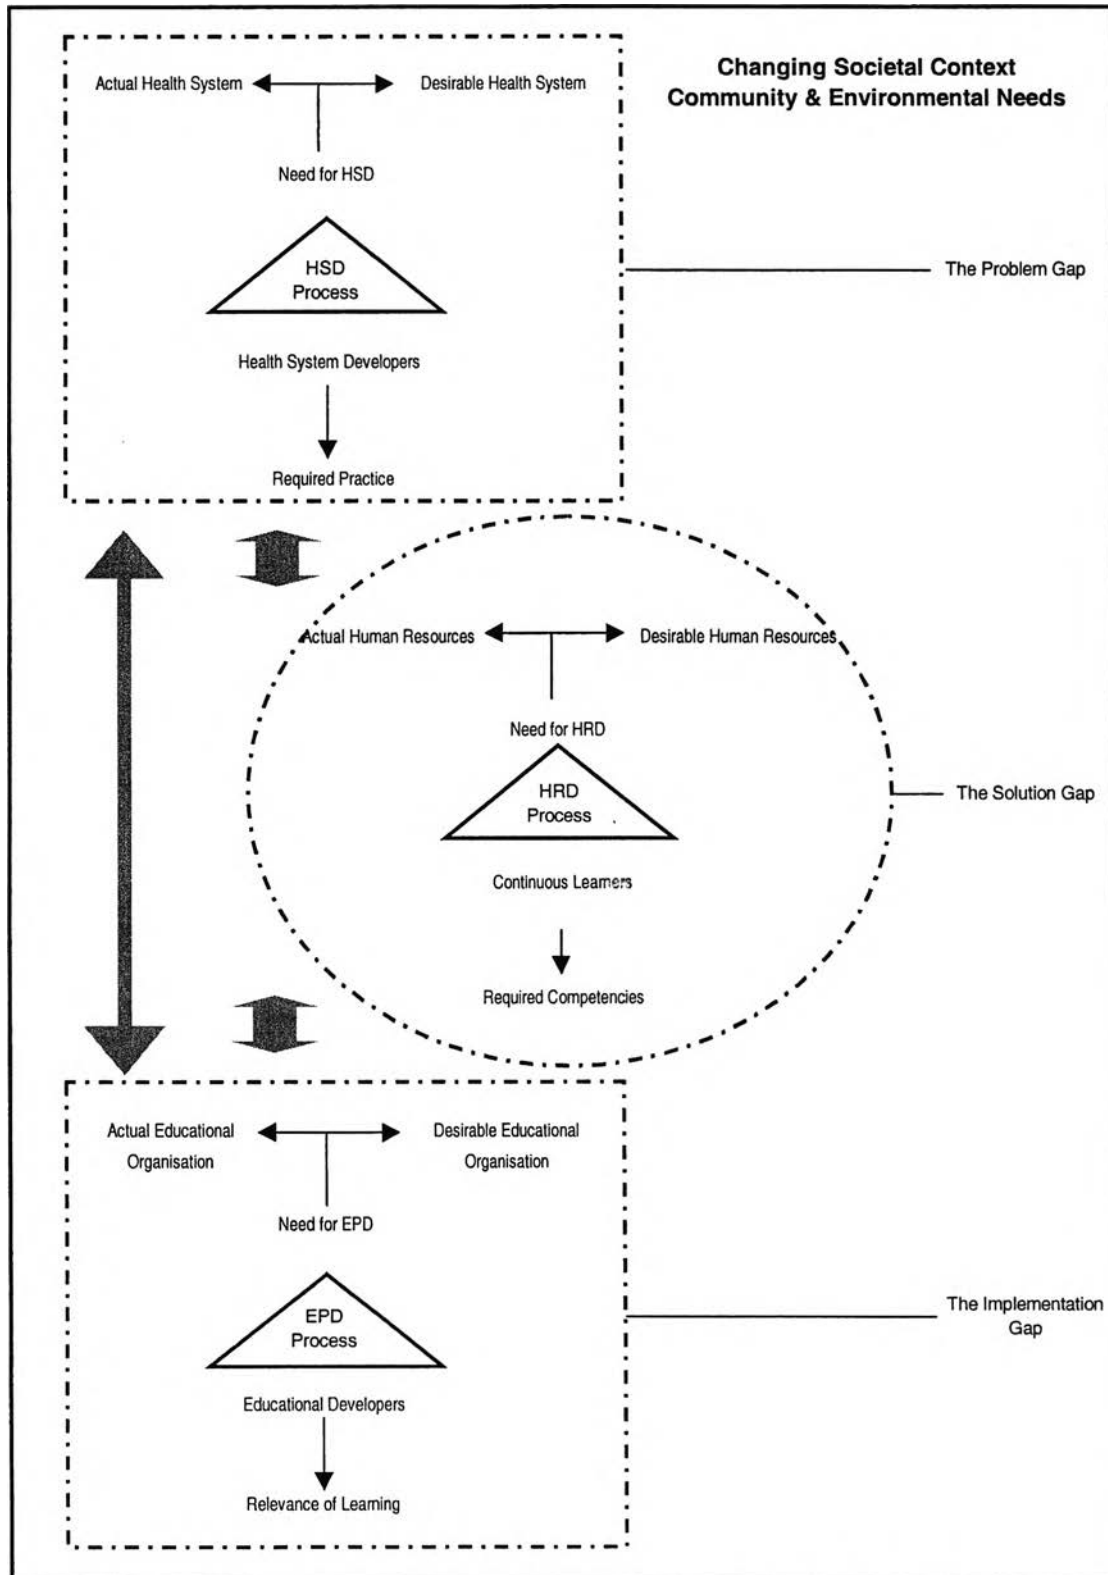 Changing Societal Context
Community & Environmental Needs
Actual Health System
Desirable Health System
Need for HSD
HSD
Process
Health System Developers
Required Practice
The Problem Gap
Actual Human Resources
Desirable Human Resources
Need for HRD
HRD
Process
Continuous Learners
Required Competencies
The Solution Gap
Actual Educational
Organisation
Desirable Educational
Organisation
Need for EPD
EPD
Process
Educational Developers
Relevance of Learning
The Implementation
Gap